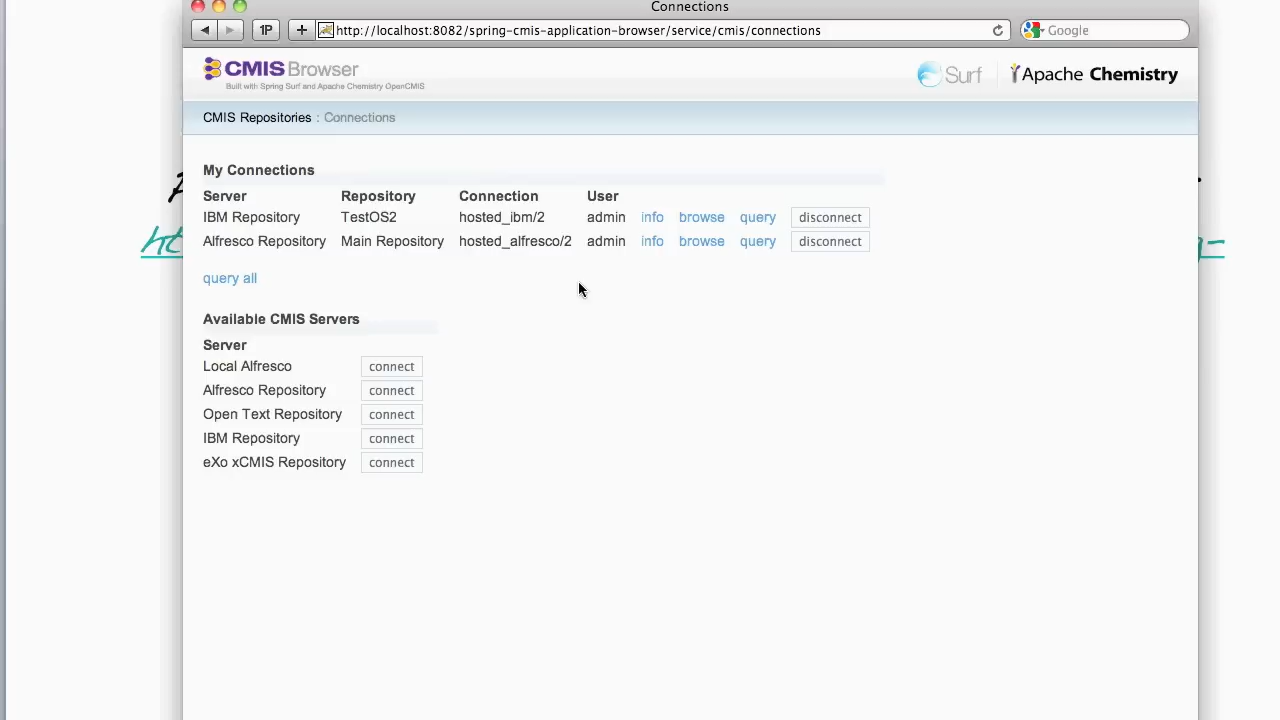 Connections
1P
+
http://localhost:8082/spring-cmis-application-browser/service/cmis/connections
Google
CMIS Browser
Built with Spring Surf and Apache Chemistry OpenCMIS
Surf
Apache Chemistry
CMIS Repositories : Connections
My Connections
Server Repository Connection User
IBM Repository TestOS2 hosted_ibm/2 admin info browse query disconnect
Alfresco Repository Main Repository hosted_alfresco/2 admin info browse query disconnect
query all
Available CMIS Servers
Server
Local Alfresco connect
Alfresco Repository connect
Open Text Repository connect
IBM Repository connect
eXo xCMIS Repository connect